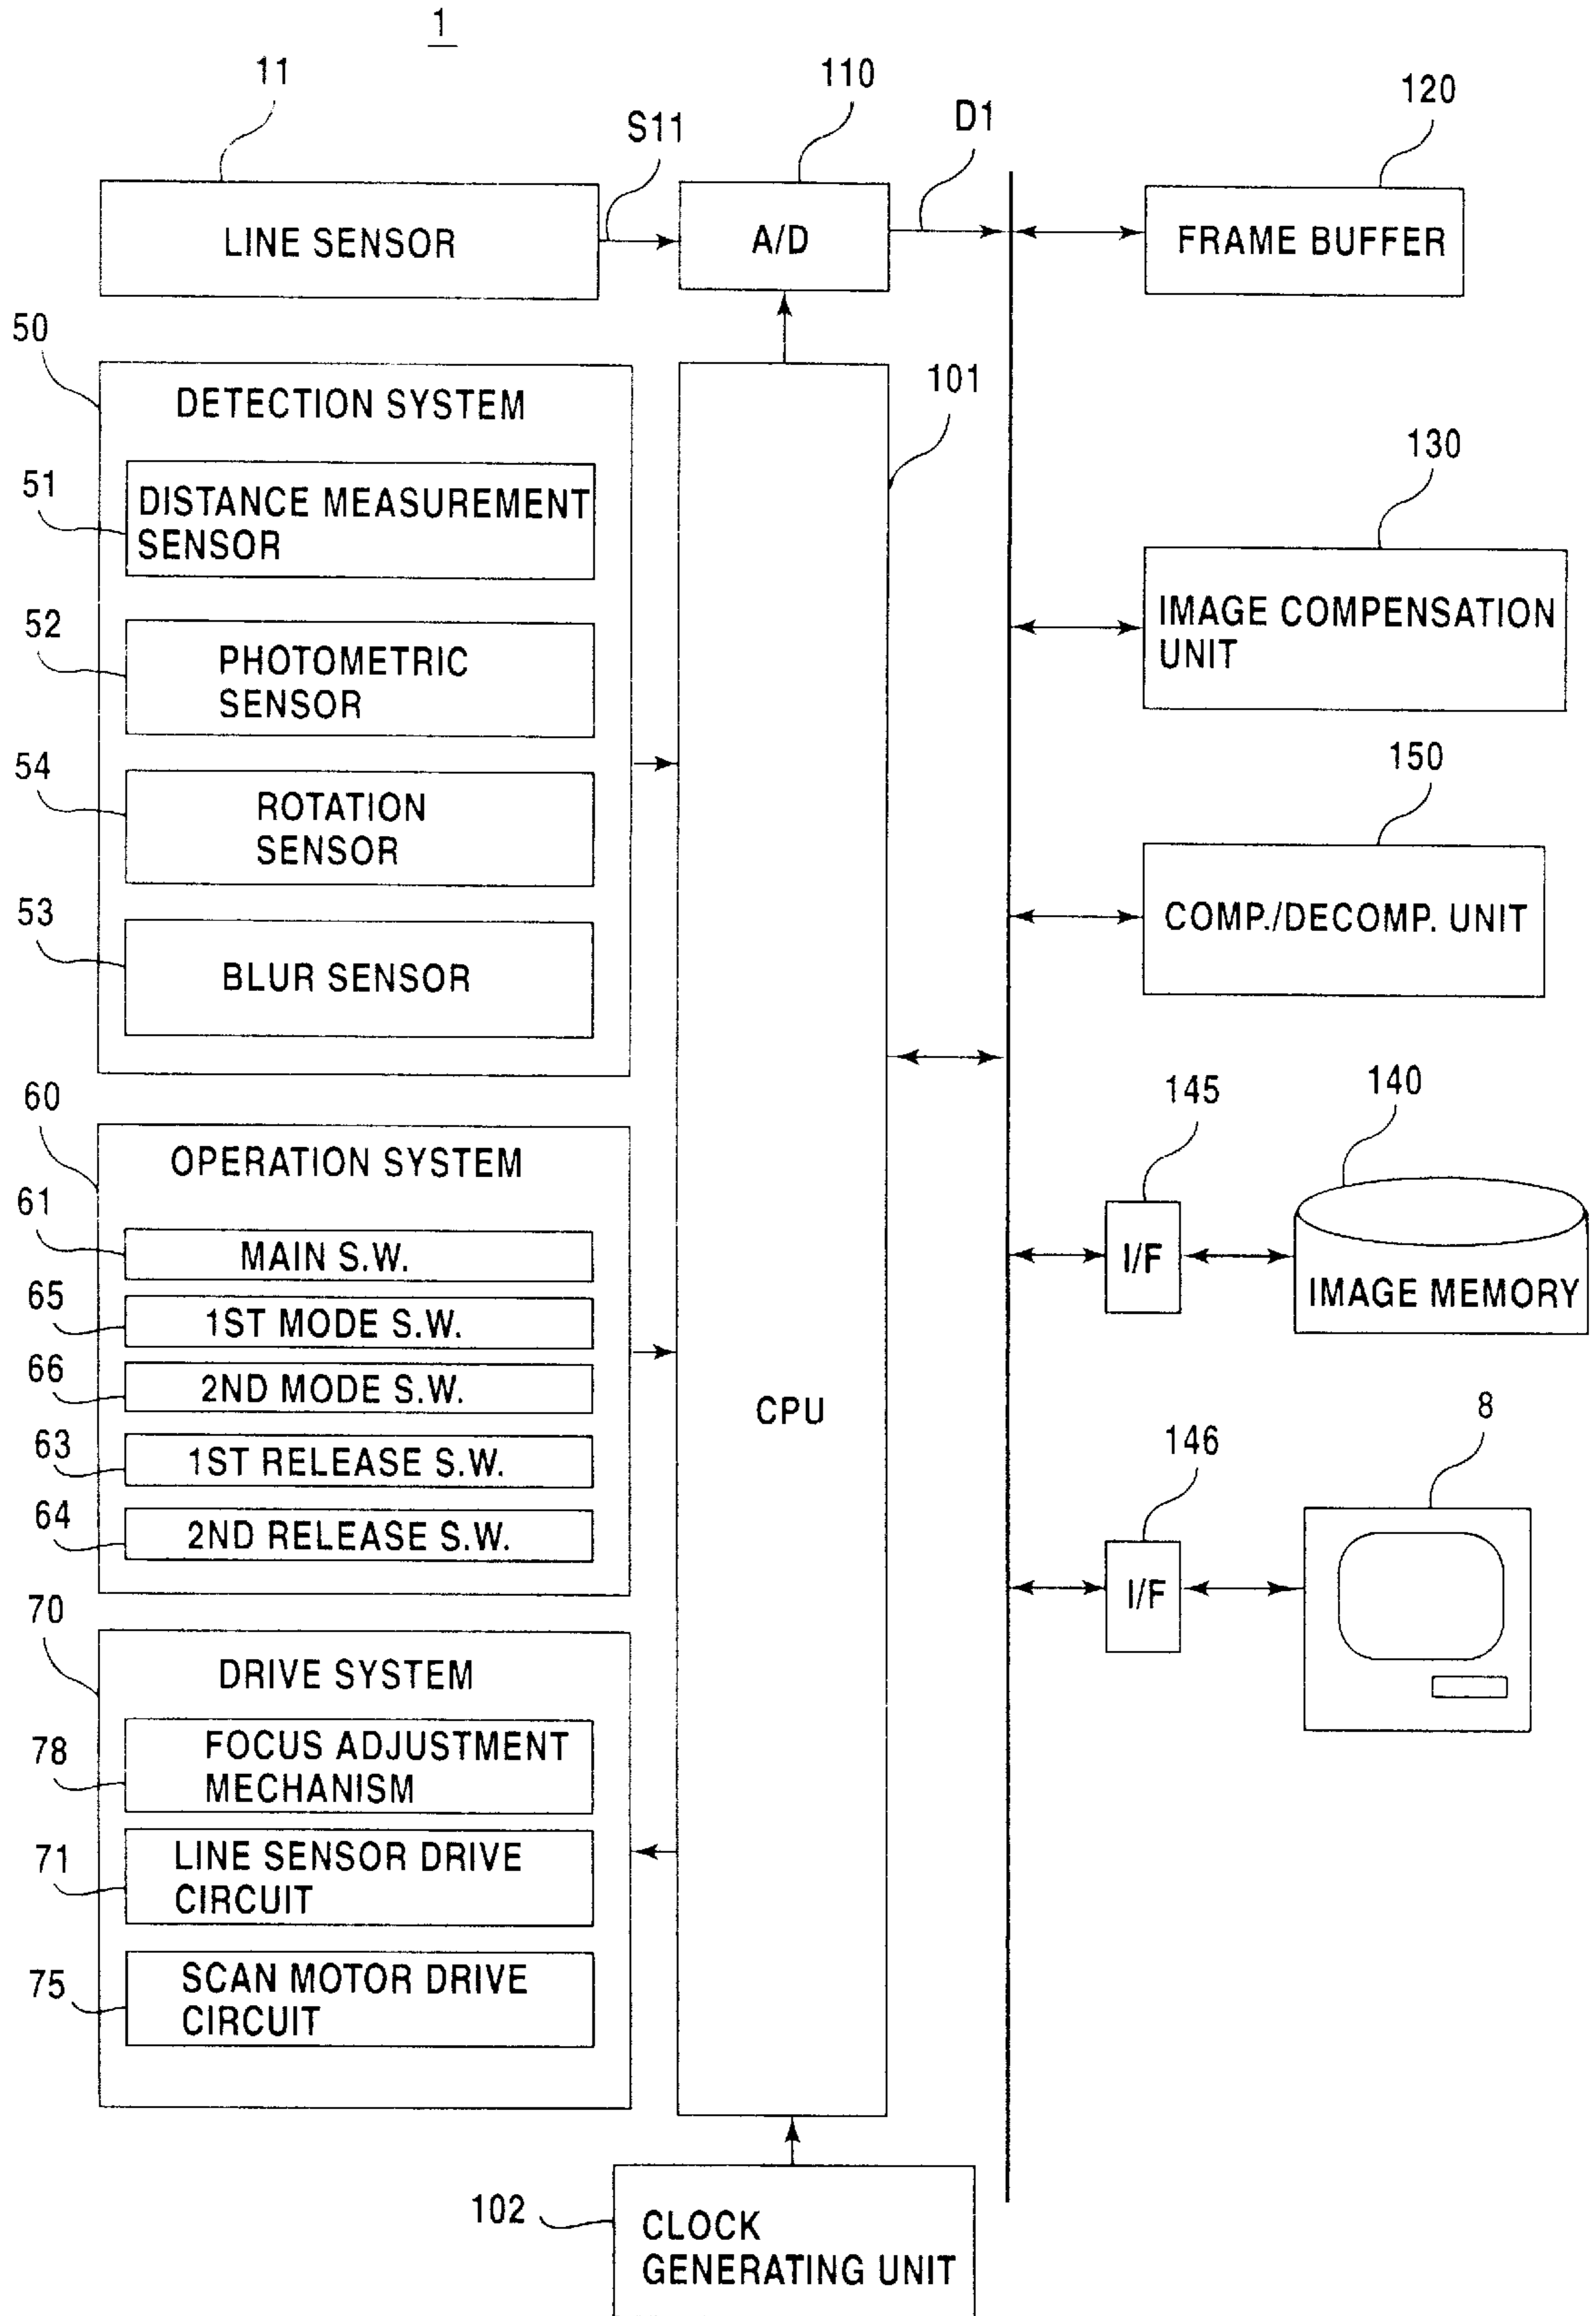 1
11
S11
110
D1
120
LINE SENSOR
A/D
FRAME BUFFER
50
DETECTION SYSTEM
101
51
DISTANCE MEASUREMENT
SENSOR
130
IMAGE COMPENSATION
UNIT
52
PHOTOMETRIC
SENSOR
54
ROTATION
SENSOR
150
COMP./DECOMP. UNIT
53
BLUR SENSOR
60
OPERATION SYSTEM
145
140
61
MAIN S.W.
I/F
IMAGE MEMORY
65
1ST MODE S.W.
66
2ND MODE S.W.
CPU
63
1ST RELEASE S.W.
146
8
64
2ND RELEASE S.W.
I/F
70
DRIVE SYSTEM
78
FOCUS ADJUSTMENT
MECHANISM
71
LINE SENSOR DRIVE
CIRCUIT
75
SCAN MOTOR DRIVE
CIRCUIT
102
CLOCK
GENERATING UNIT